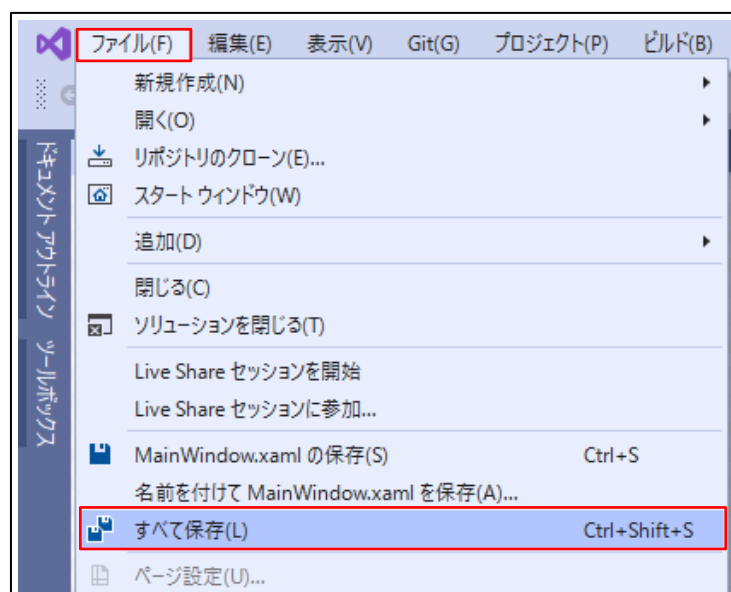 ファイル(F) 編集(E) 表示(V) Git(G) プロジェクト(P) ビルド(B)
新規作成(N)
開く(O)
リポジトリのクローン(E)...
スタート ウィンドウ(W)
追加(D)
閉じる(C)
ソリューションを閉じる(T)
Live Share セッションを開始
Live Share セッションに参加...
MainWindow.xaml の保存(S) Ctrl+S
名前を付けて MainWindow.xaml を保存(A)...
すべて保存(L) Ctrl+Shift+S
ページ設定(U)...
ドキュメント アウトライン
ツールボックス